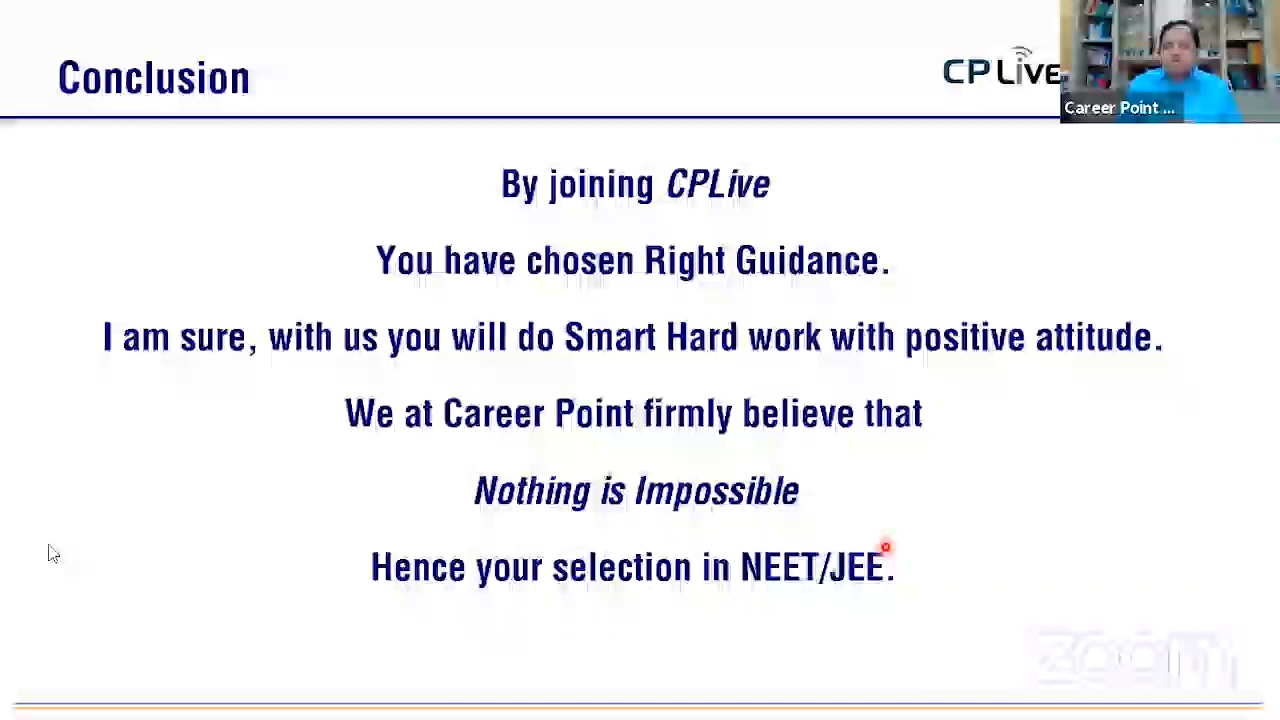 Conclusion
CP Live
Career Point ...
By joining CPLive
You have chosen Right Guidance.
I am sure, with us you will do Smart Hard work with positive attitude.
We at Career Point firmly believe that
Nothing is Impossible
Hence your selection in NEET/JEE.
zoom